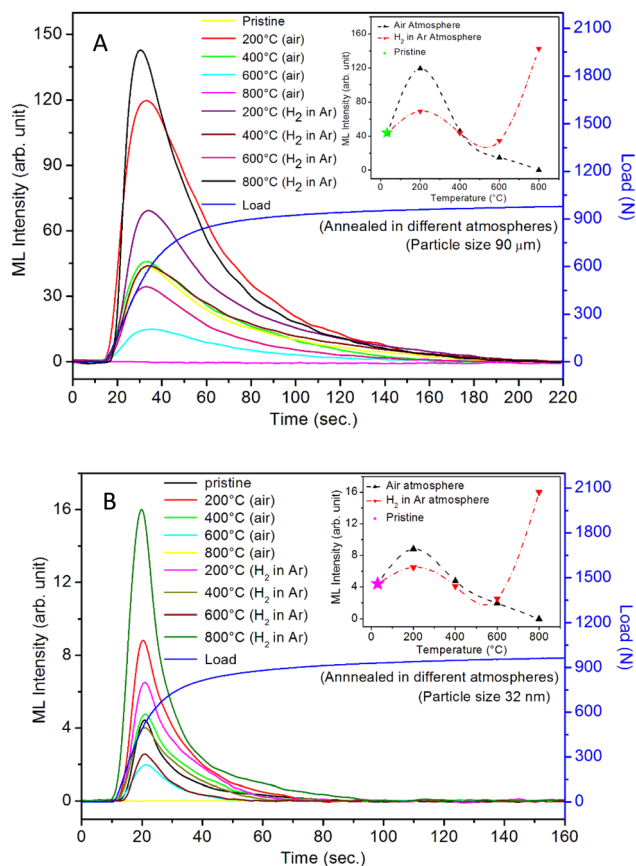 A
Pristine
200°C (air)
400°C (air)
600°C (air)
800°C (air)
200°C (H2 in Ar)
400°C (H2 in Ar)
600°C (H2 in Ar)
800°C (H2 in Ar)
Load
160
120
80
40
0
ML Intensity (arb. unit)
Air Atmosphere
H2 in Ar Atmosphere
Pristine
0 200 400 600 800
Temperature (°C)
(Annealed in different atmospheres)
(Particle size 90 μm)
150
120
90
60
30
0
ML Intensity (arb. unit)
2100
1800
1500
1200
900
600
300
0
Load (N)
0 20 40 60 80 100 120 140 160 180 200 220
Time (sec.)
B
pristine
200°C (air)
400°C (air)
600°C (air)
800°C (air)
200°C (H2 in Ar)
400°C (H2 in Ar)
600°C (H2 in Ar)
800°C (H2 in Ar)
Load
16
12
8
4
0
ML Intensity (arb. unit)
Air atmosphere
H2 in Ar atmosphere
Pristine
0 200 400 600 800
Temperature (°C)
(Annnealed in different atmospheres)
(Particle size 32 nm)
16
12
8
4
0
ML Intensity (arb. unit)
2100
1800
1500
1200
900
600
300
0
Load (N)
0 20 40 60 80 100 120 140 160
Time (sec.)